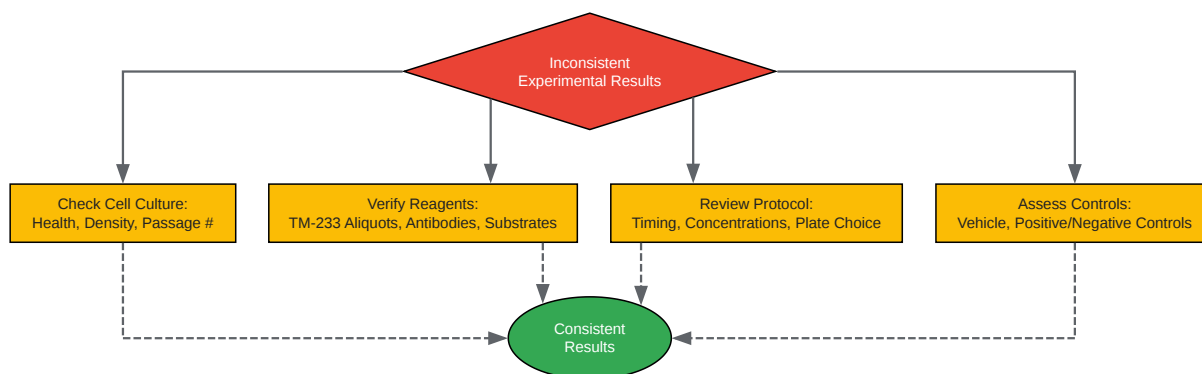 Inconsistent
Experimental Results
Check Cell Culture:
Health, Density, Passage #
Verify Reagents:
TM-233 Aliquots, Antibodies, Substrates
Review Protocol:
Timing, Concentrations, Plate Choice
Assess Controls:
Vehicle, Positive/Negative Controls
Consistent
Results